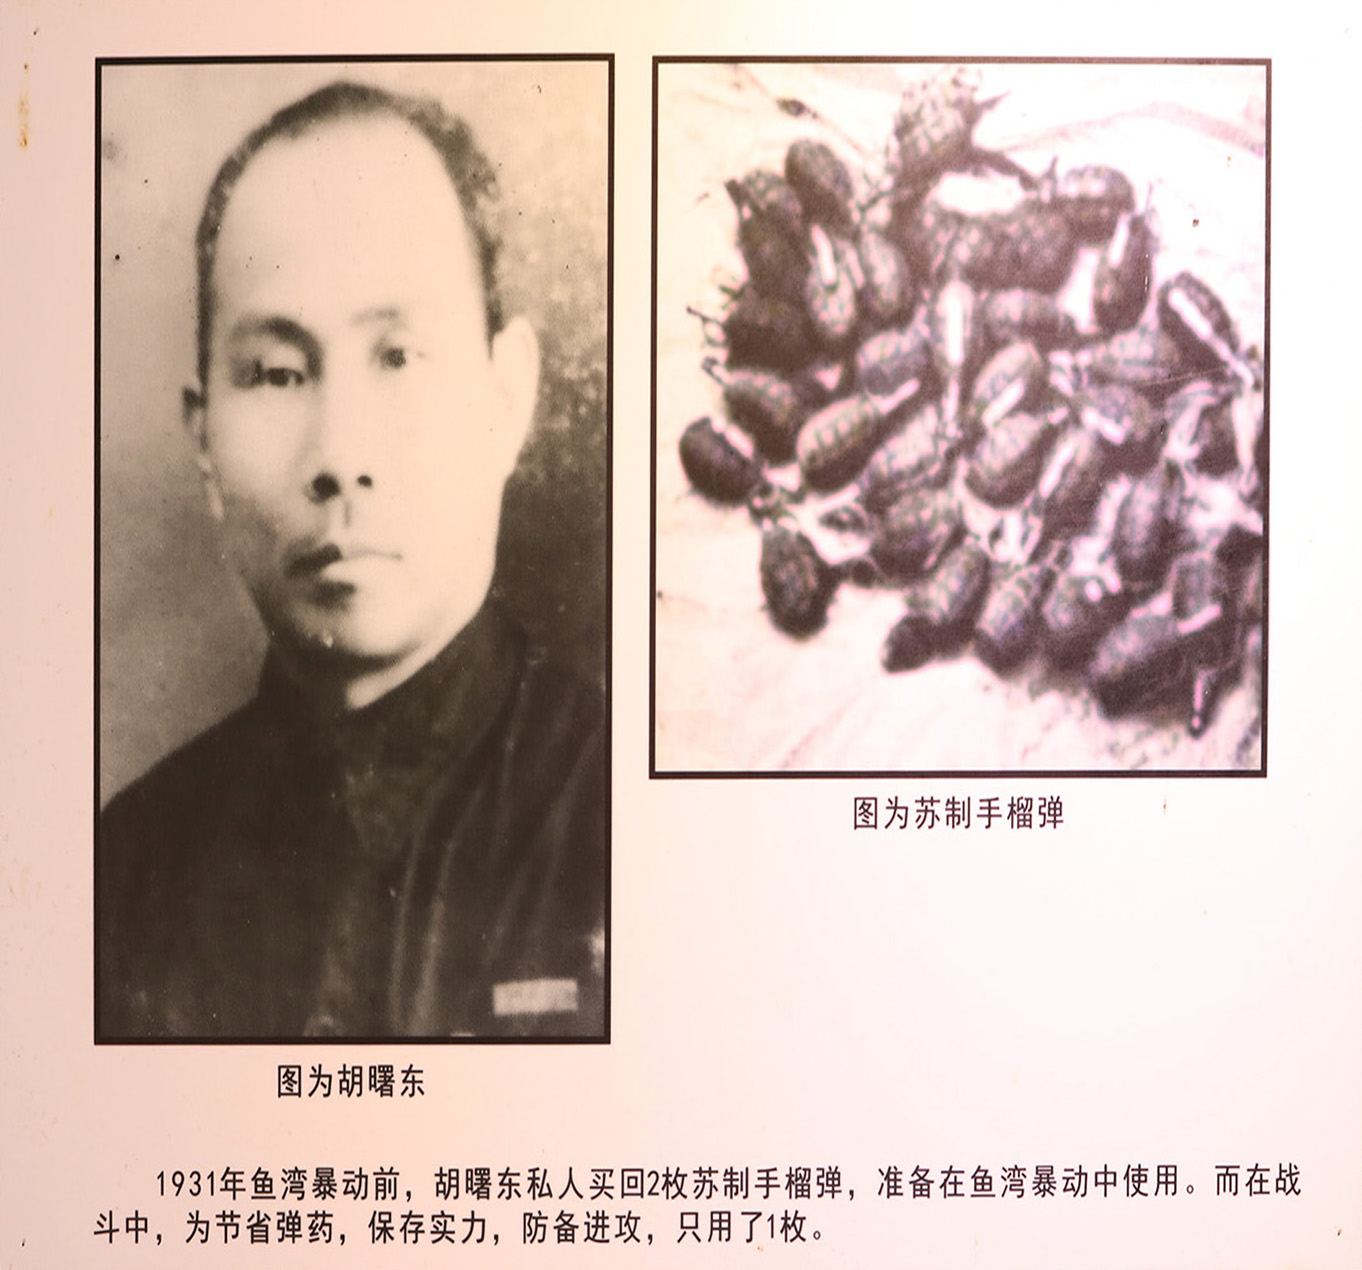 图为苏制手榴弹
图为胡曙东
1931年鱼湾暴动前，胡曙东私人买回2枚苏制手榴弹，准备在鱼湾暴动中使用。而在战
斗中，为节省弹药，保存实力，防备进攻，只用了1枚。